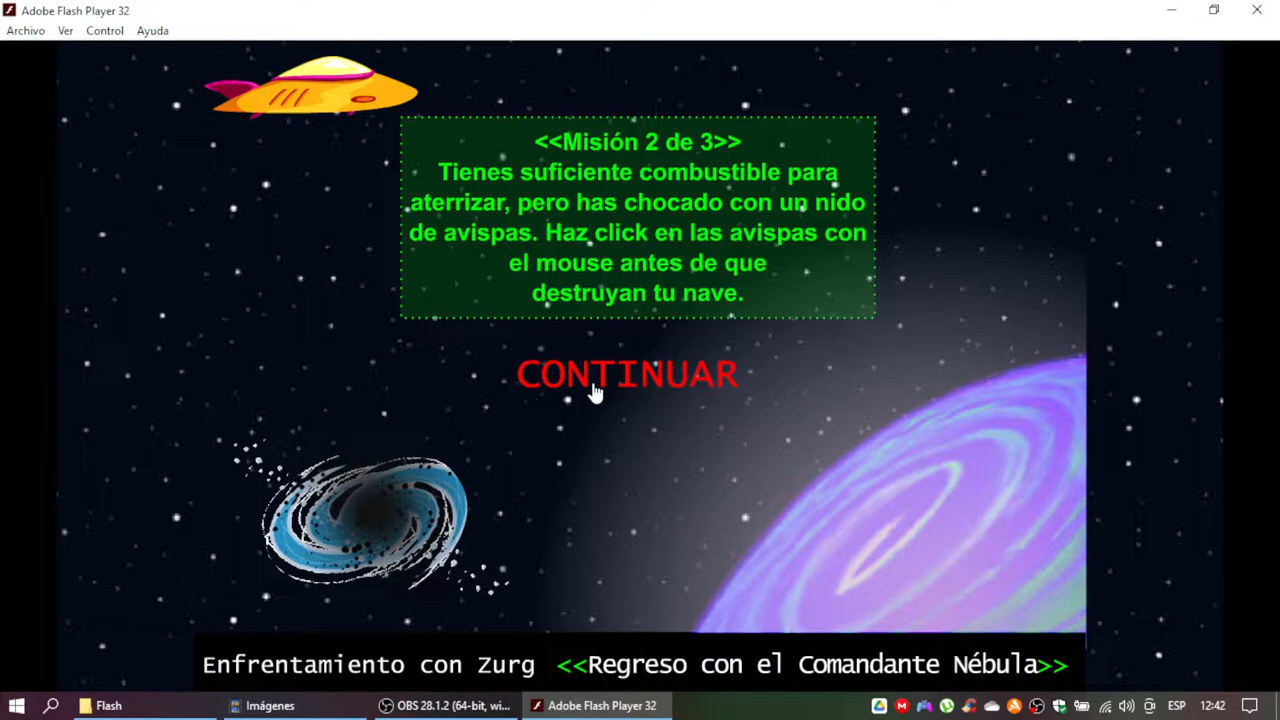 Adobe Flash Player 32
Archivo Ver Control Ayuda
<<Misión 2 de 3>>
Tienes suficiente combustible para
aterrizar, pero has chocado con un nido
de avispas. Haz click en las avispas con
el mouse antes de que
destruyan tu nave.
CONTINUAR
Enfrentamiento con Zurg <<Regreso con el Comandante Nébula>>
Flash Imágenes OBS 28.1.2 (64-bit, wi... Adobe Flash Player 32 ESP 12:42